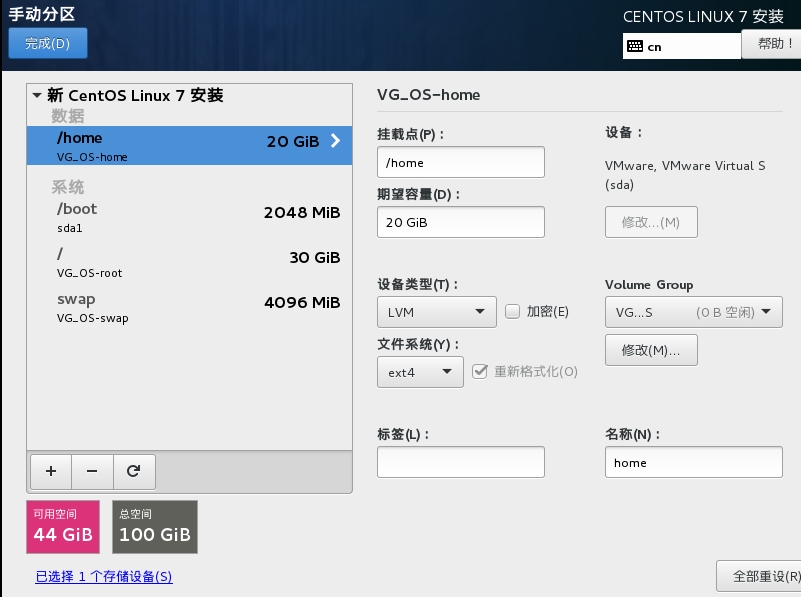 手动分区
完成(D)
CENTOS LINUX 7 安装
cn
帮助！
新 CentOS Linux 7 安装
数据
/home
20 GiB
VG_OS-home
系统
/boot
2048 MiB
sda1
/
30 GiB
VG_OS-root
swap
4096 MiB
VG_OS-swap
+ −
可用空间
44 GiB
总空间
100 GiB
已选择 1 个存储设备(S)
VG_OS-home
挂载点(P)：
/home
期望容量(D)：
20 GiB
设备：
VMware, VMware Virtual S
(sda)
修改...(M)
设备类型(T)：
LVM
加密(E)
文件系统(Y)：
ext4
重新格式化(O)
Volume Group
VG...S (0 B 空闲)
修改(M)...
标签(L)：
名称(N)：
home
全部重设(R)